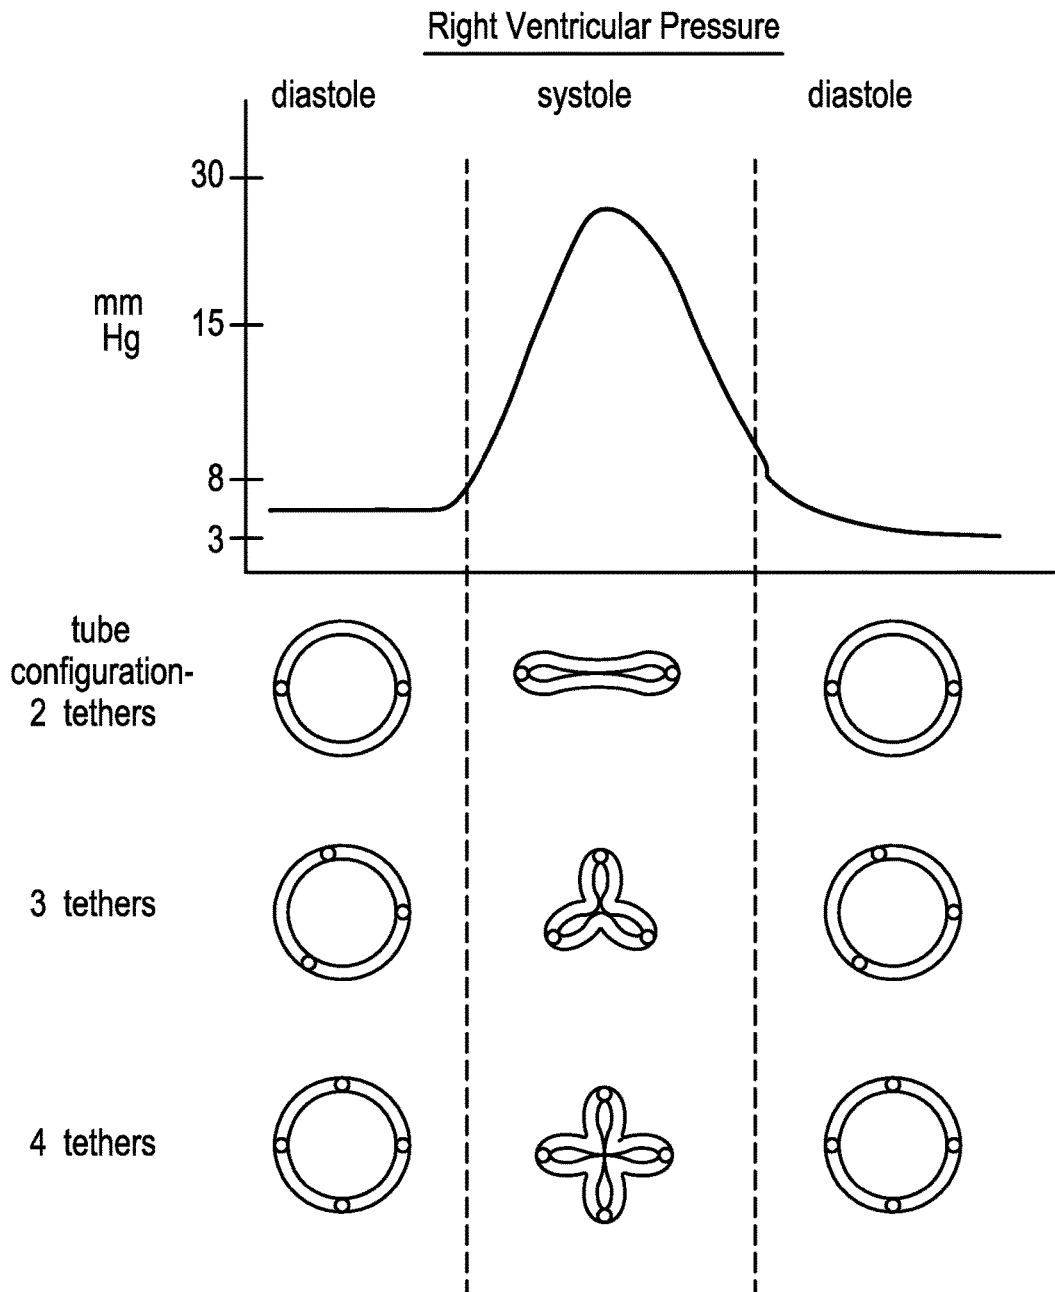 Right Ventricular Pressure
diastole systole diastole
30
mm
Hg
15
8
3
tube
configuration-
2 tethers
3 tethers
4 tethers